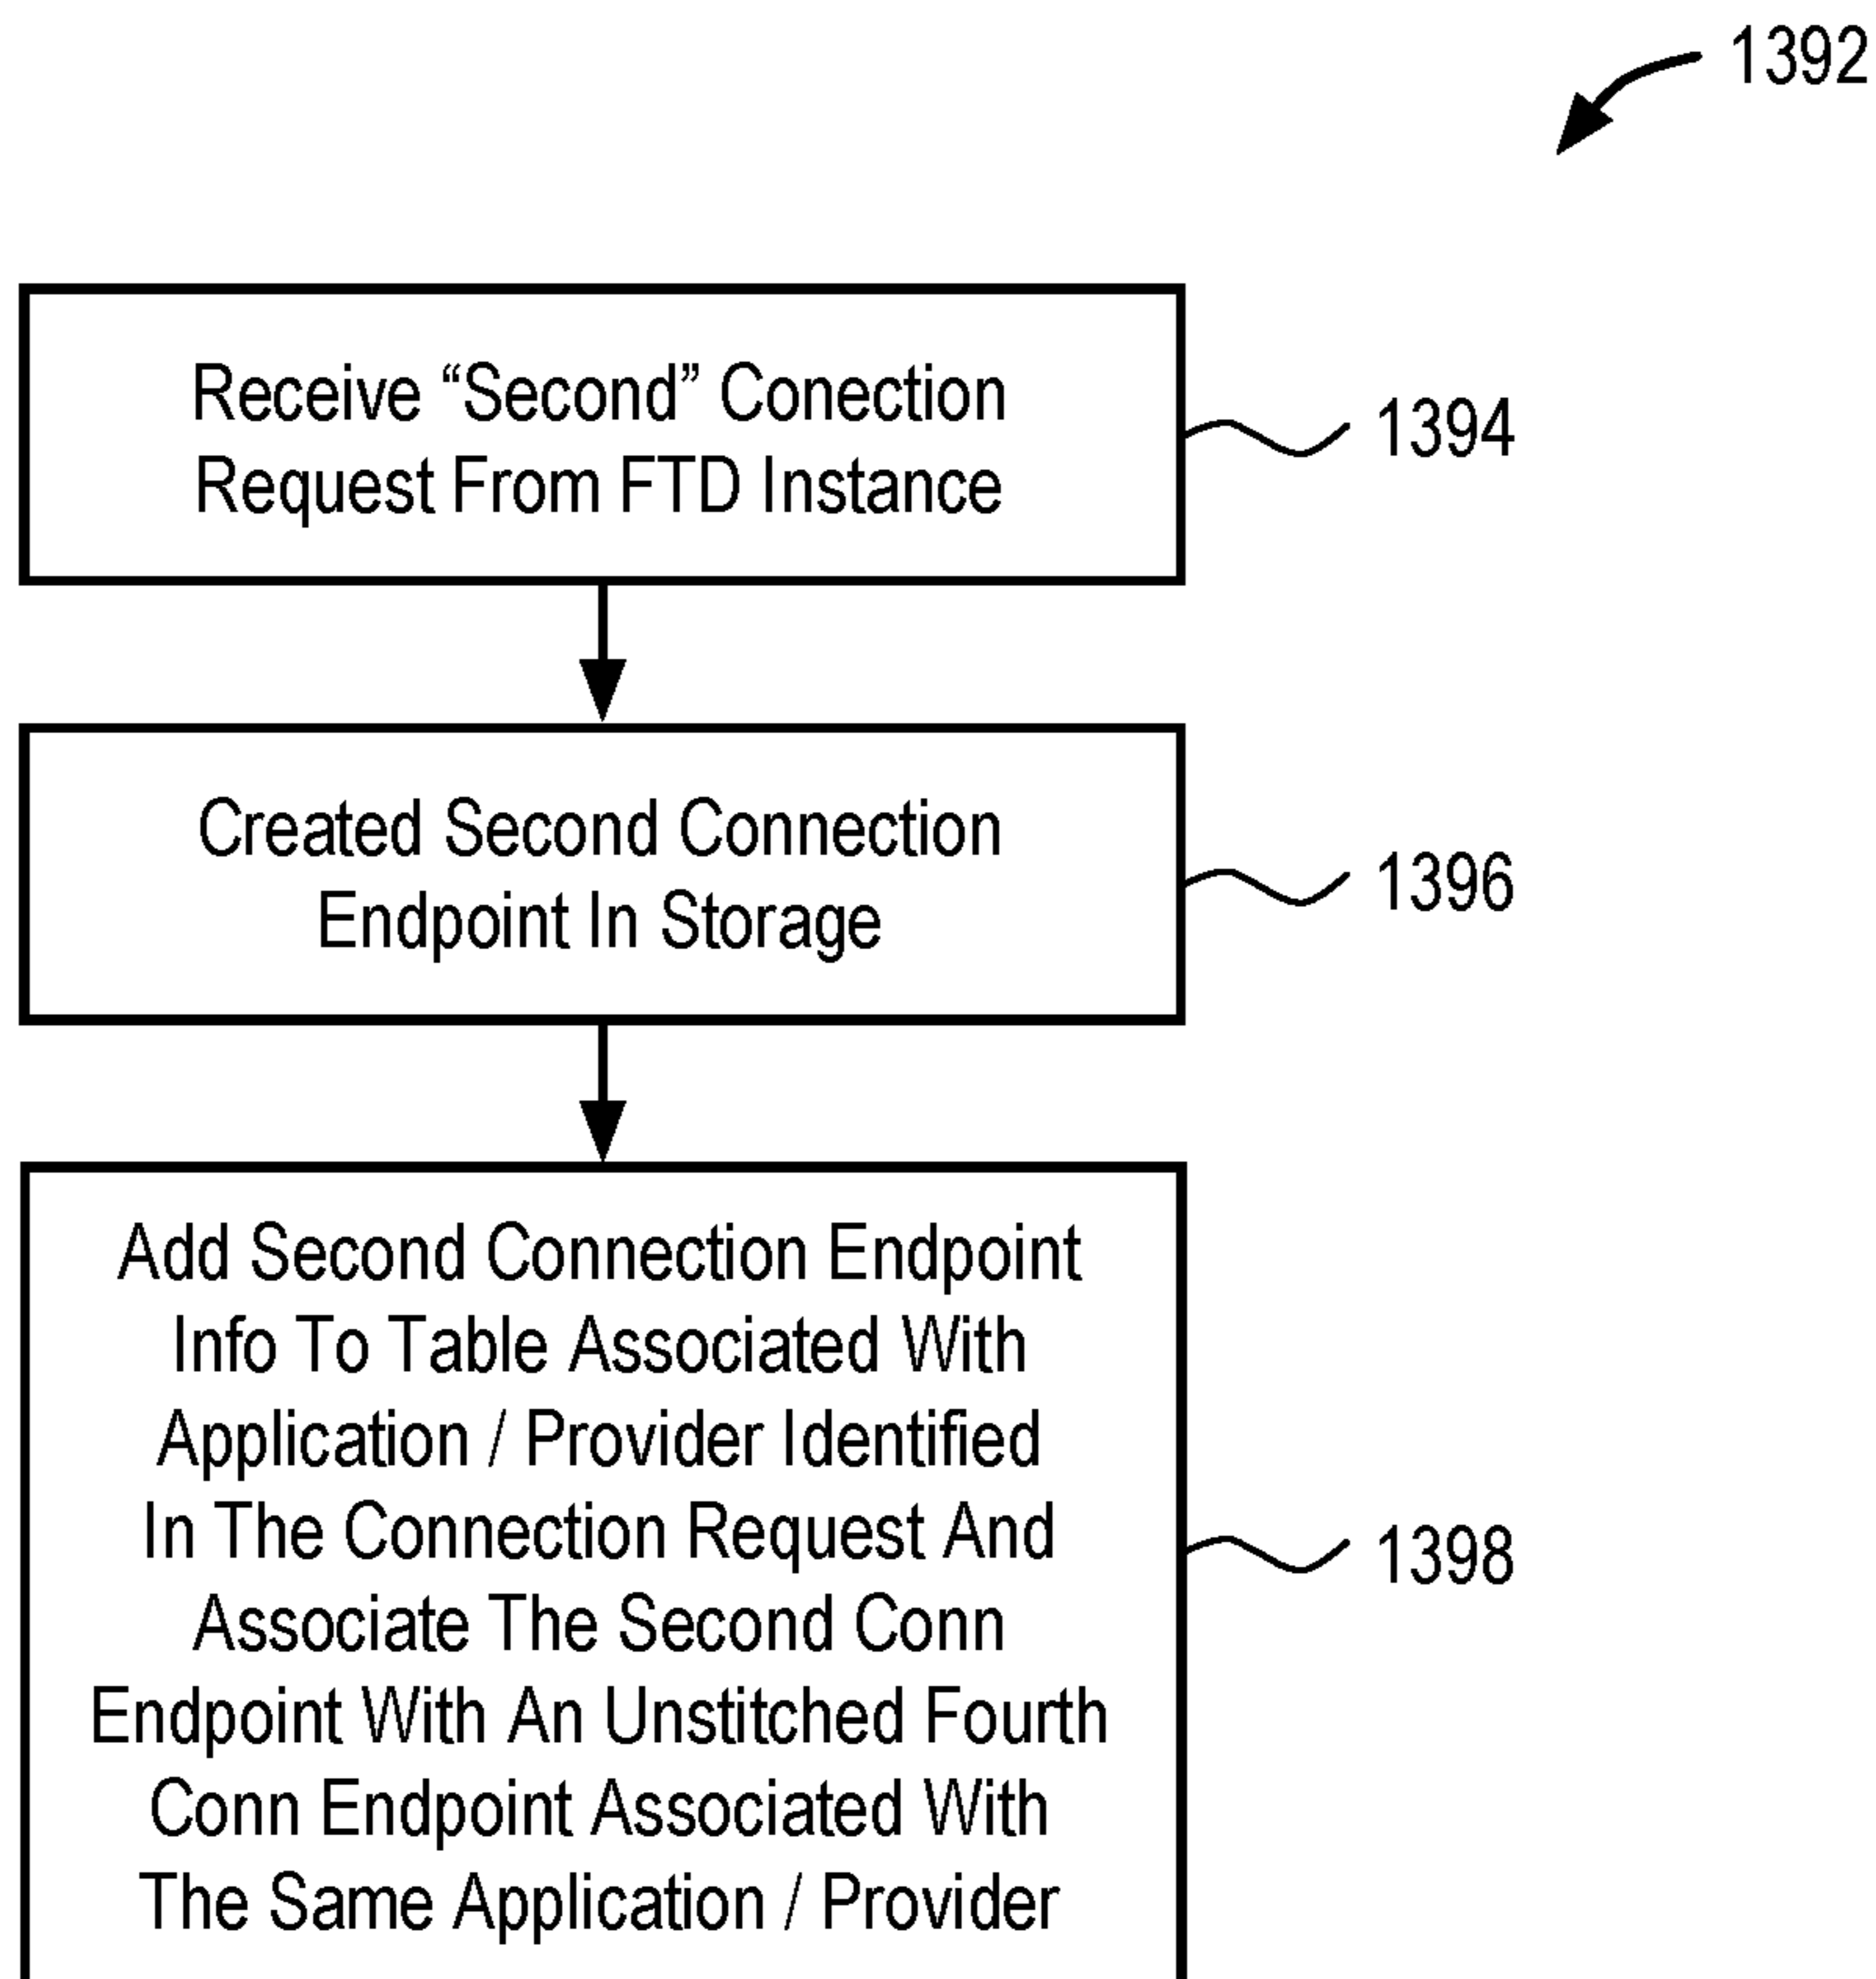 1392
Receive “Second” Conection
Request From FTD Instance
1394
Created Second Connection
Endpoint In Storage
1396
Add Second Connection Endpoint
Info To Table Associated With
Application / Provider Identified
In The Connection Request And
Associate The Second Conn
Endpoint With An Unstitched Fourth
Conn Endpoint Associated With
The Same Application / Provider
1398